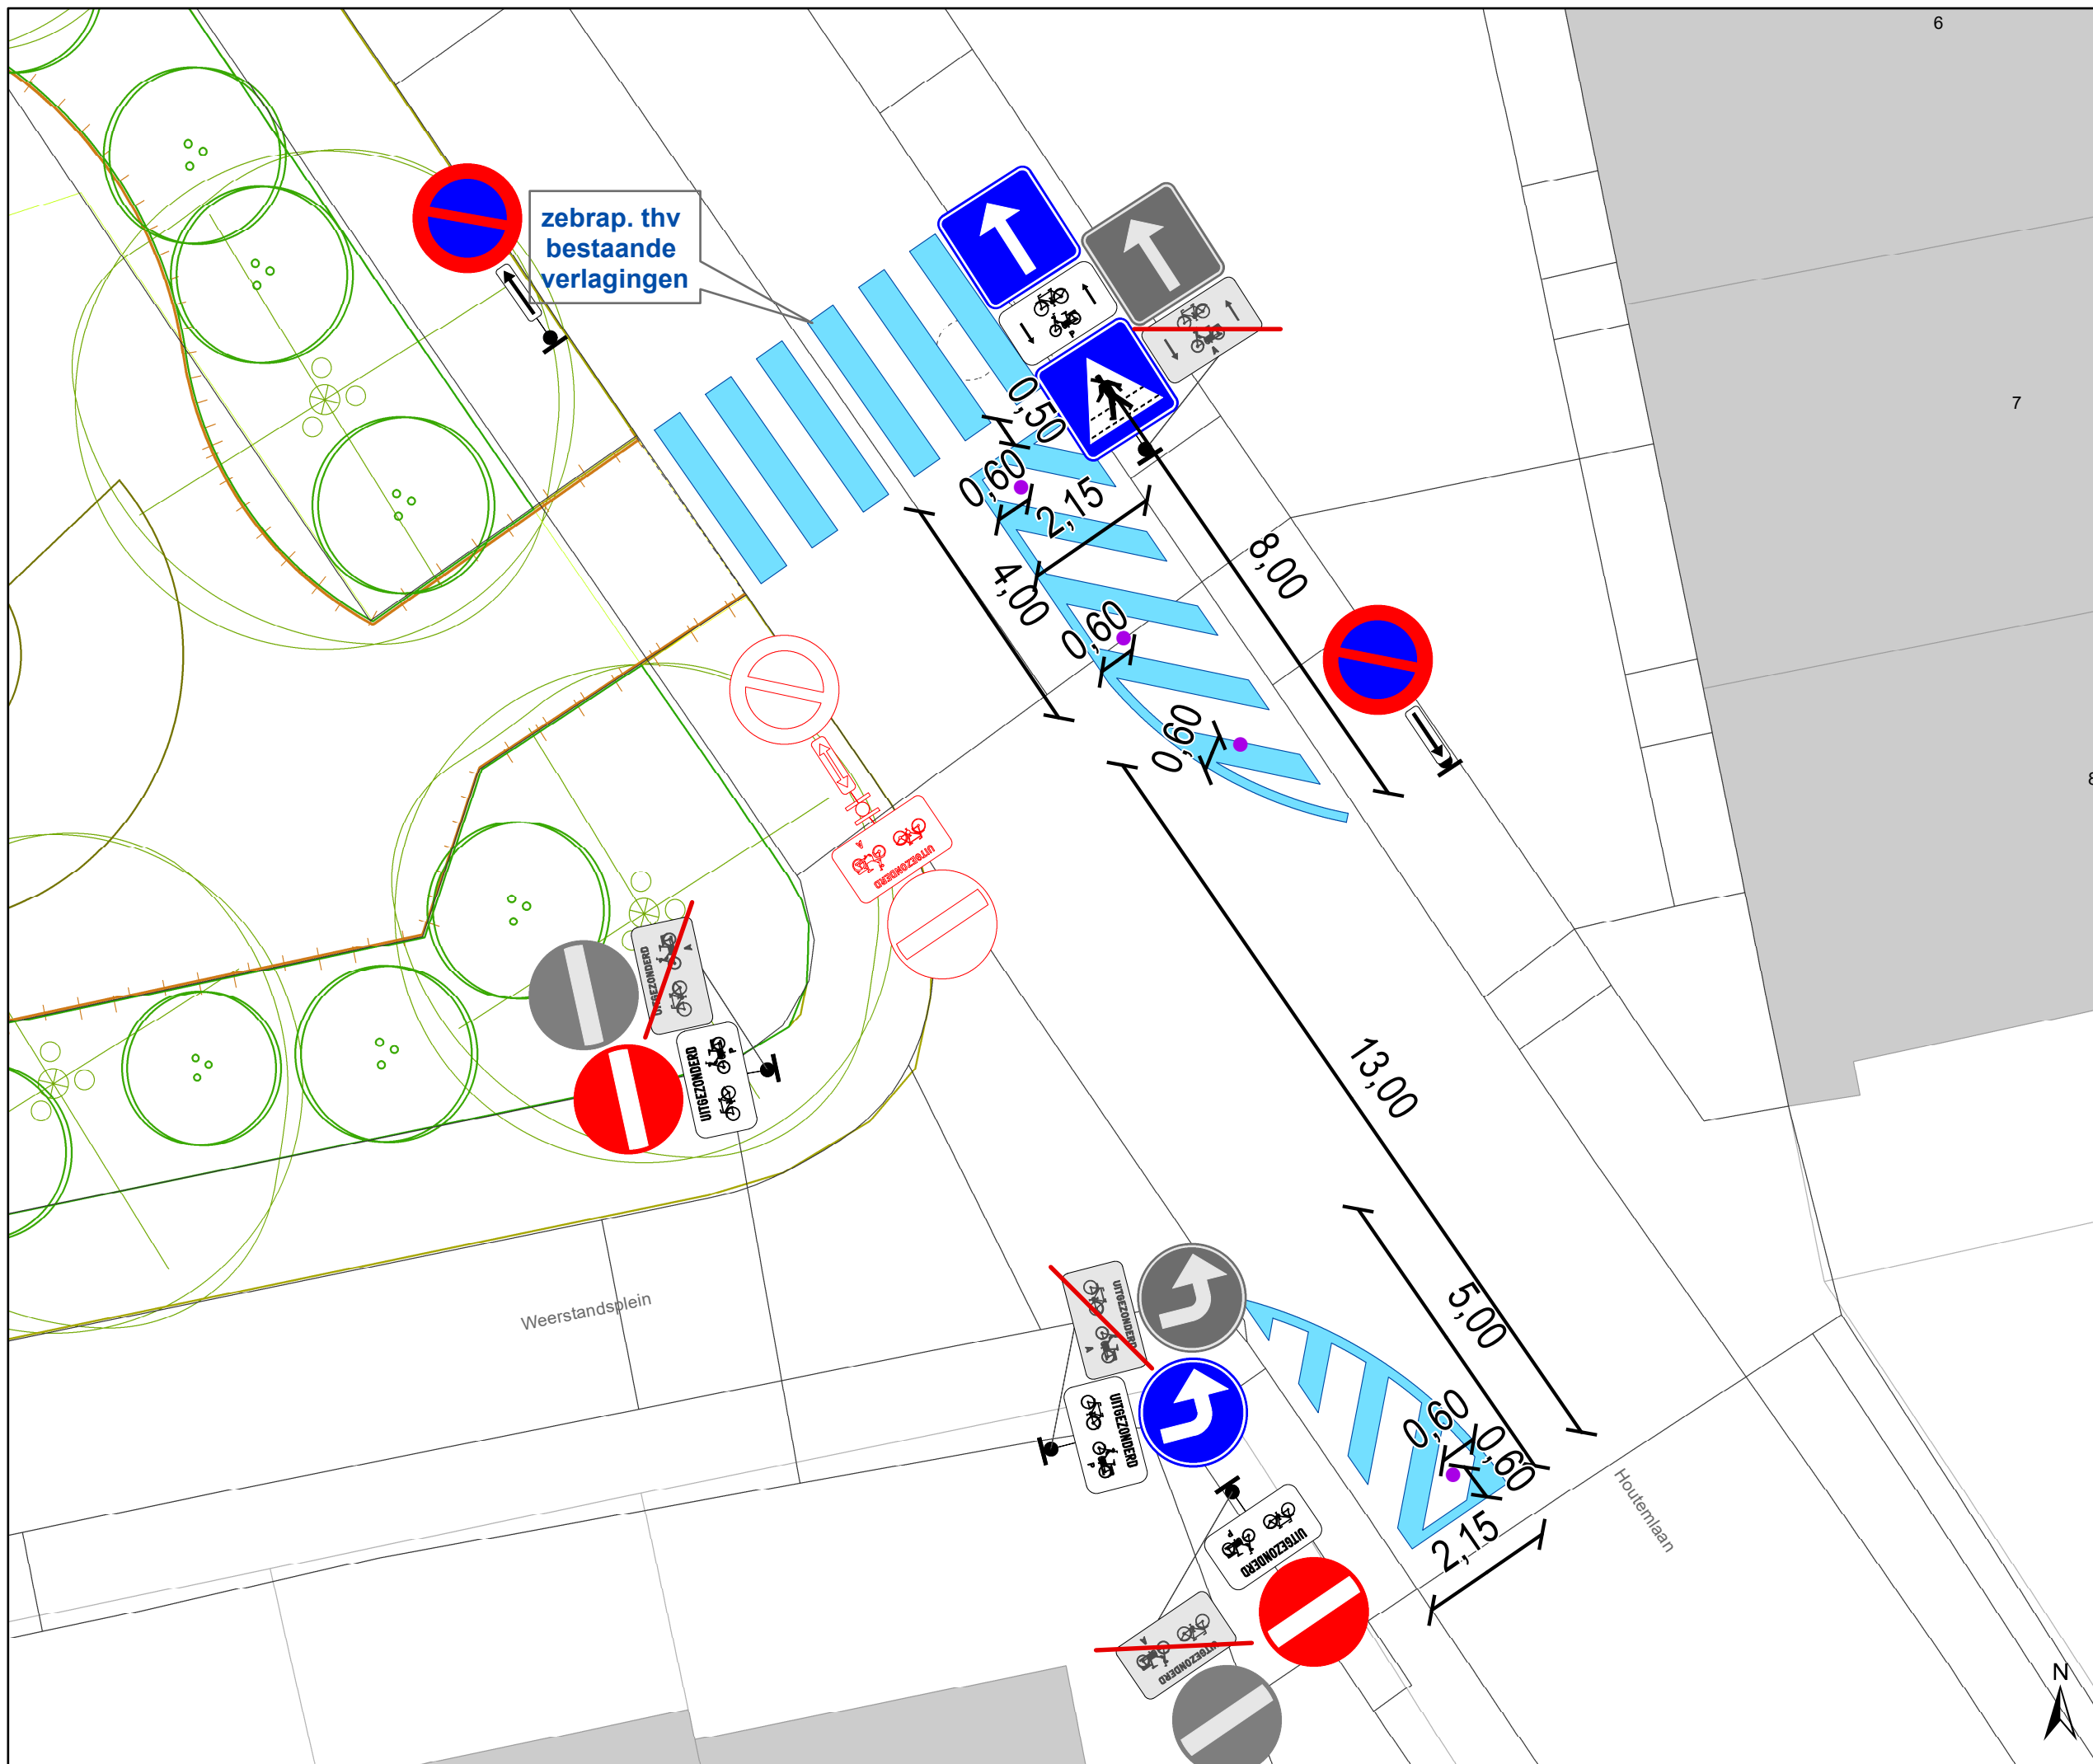 6
zebrap. thv
bestaande
verlagingen
P
A
0,50
7
0,60
2,15
8,00
4,00
0,60
0,60
8
A
UITGEZONDERD
A
UITGEZONDERD
P
UITGEZONDERD
13,00
Weerstandsplein
UITGEZONDERD
A
5,00
UITGEZONDERD
P
0,60
0,60
Houtemlaan
P
UITGEZONDERD
2,15
A
UITGEZONDERD
N